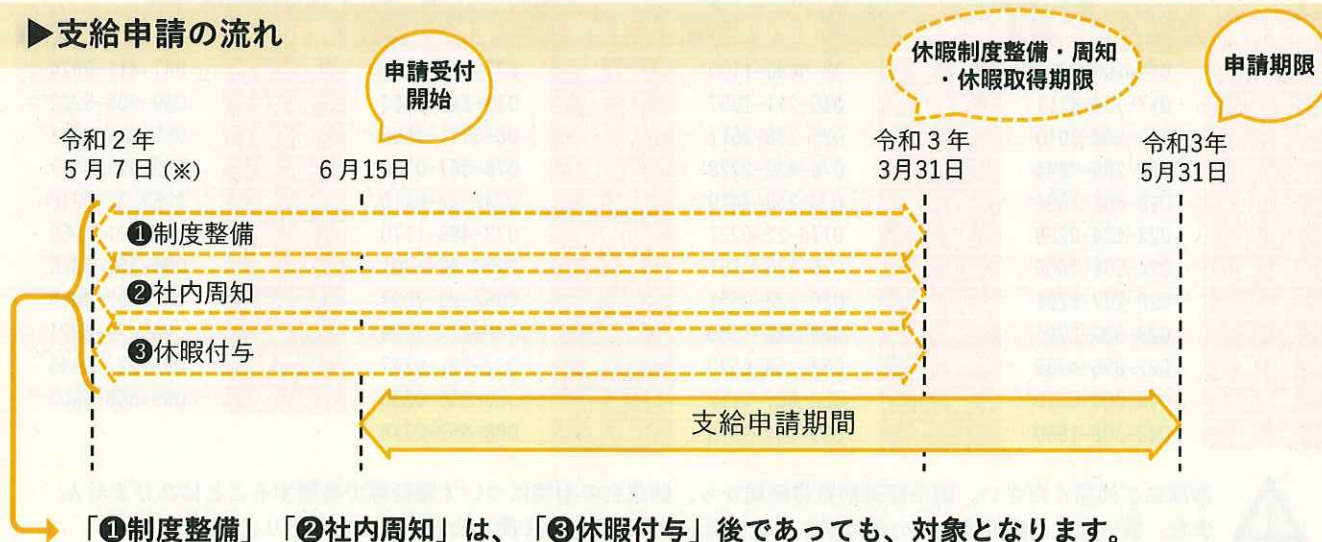 ▶支給申請の流れ
申請受付
開始
休暇制度整備・周知
・休暇取得期限
申請期限
令和2年
5月7日(※)
6月15日
令和3年
3月31日
令和3年
5月31日
❶制度整備
❷社内周知
❸休暇付与
支給申請期間
「❶制度整備」「❷社内周知」は、「❸休暇付与」後であっても、対象となります。